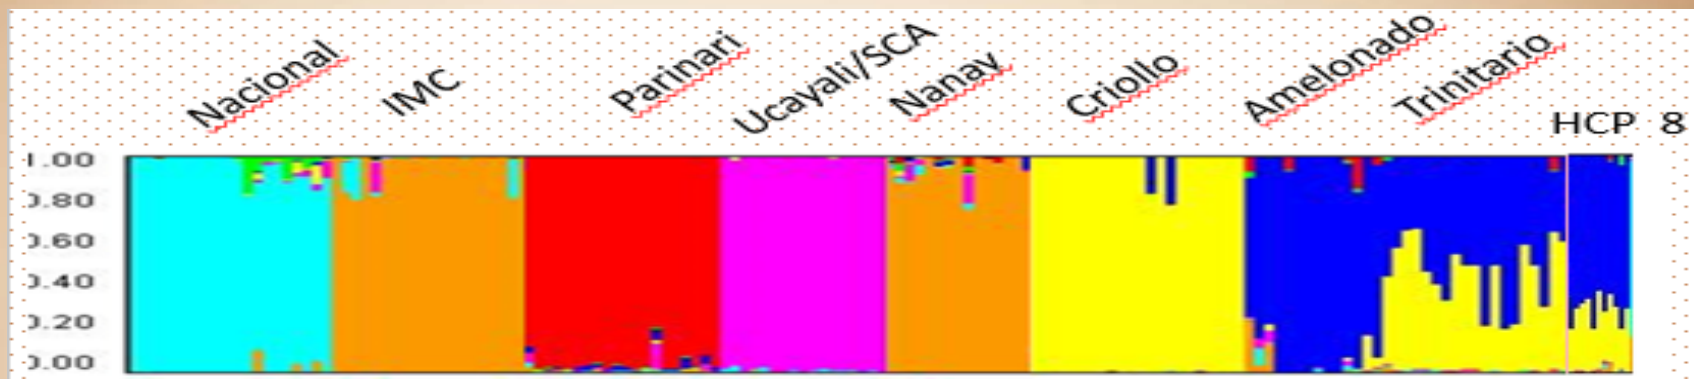 Nacional
IMC
Parinari
Ucayali/SCA
Nanay
Criollo
Amelonado
Trinitario
HCP 8
1.00
0.80
0.60
0.40
0.20
0.00